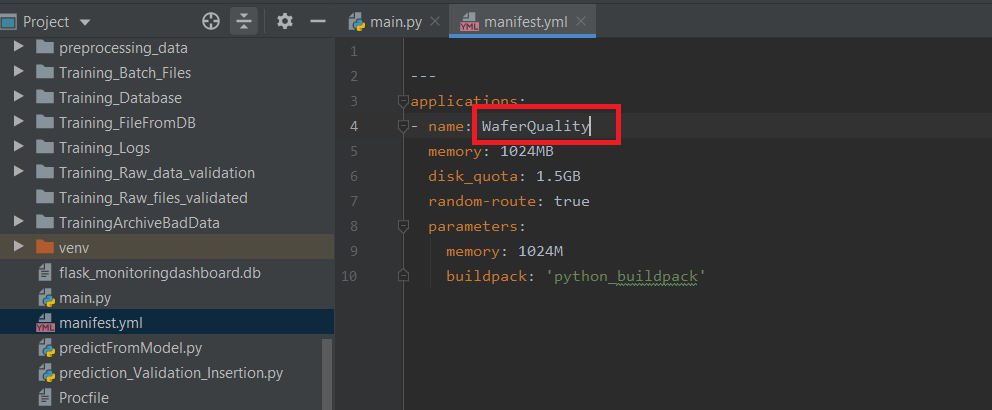 Project
main.py
manifest.yml
preprocessing_data
Training_Batch_Files
Training_Database
Training_FileFromDB
Training_Logs
Training_Raw_data_validation
Training_Raw_files_validated
TrainingArchiveBadData
venv
flask_monitoringdashboard.db
main.py
manifest.yml
predictFromModel.py
prediction_Validation_Insertion.py
Procfile
1
2 ---
3 applications:
4 - name: WaferQuality
5 memory: 1024MB
6 disk_quota: 1.5GB
7 random-route: true
8 parameters:
9 memory: 1024M
10 buildpack: 'python_buildpack'